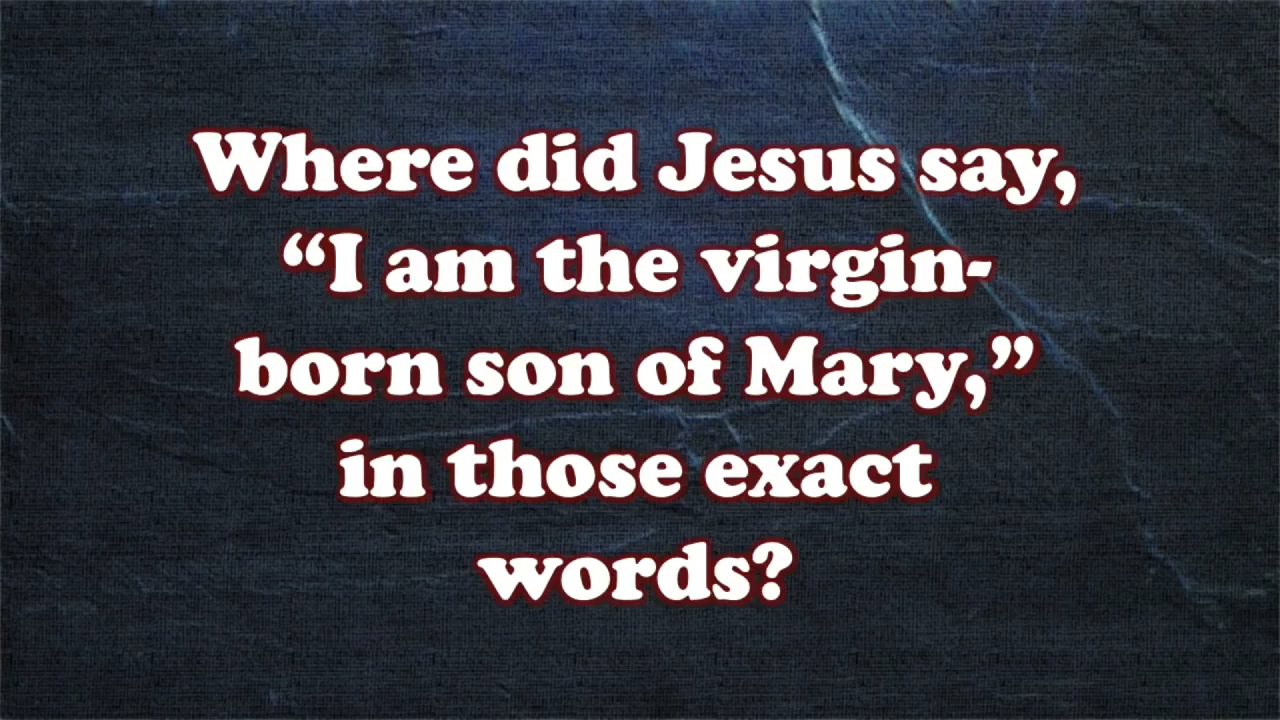 Where did Jesus say,
“I am the virgin-
born son of Mary,”
in those exact
words?